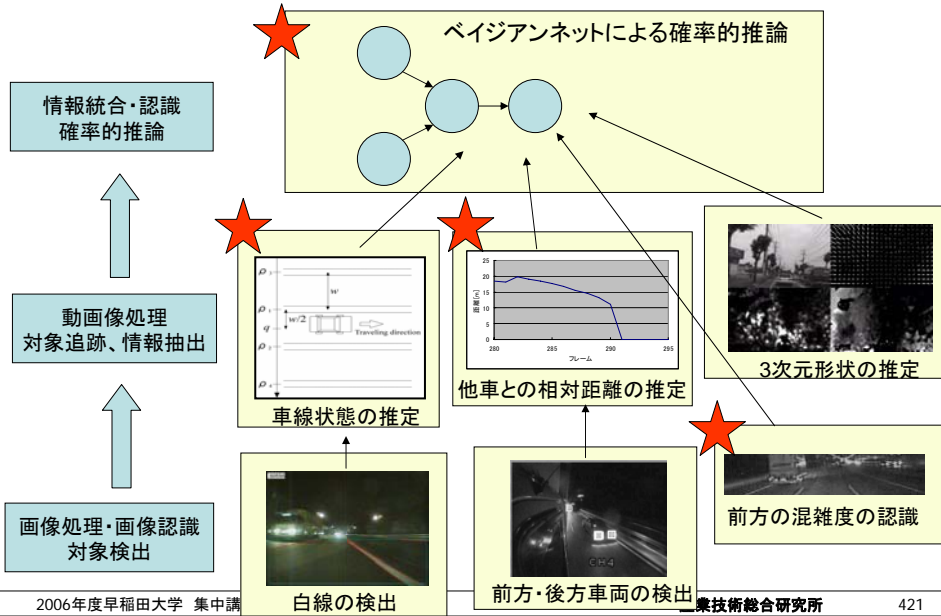 ベイジアンネットによる確率的推論
情報統合・認識
確率的推論
動画像処理
対象追跡、情報抽出
画像処理・画像認識
対象検出
ρ 3
w
ρ 1
w/2
q
Traveling direction
ρ 2
ρ 4
車線状態の推定
25
20
15
10
5
0
距離[m]
280
285
290
295
フレーム
他車との相対距離の推定
3次元形状の推定
白線の検出
CH4
前方・後方車両の検出
前方の混雑度の認識
2006年度早稲田大学 集中講
業技術総合研究所
421